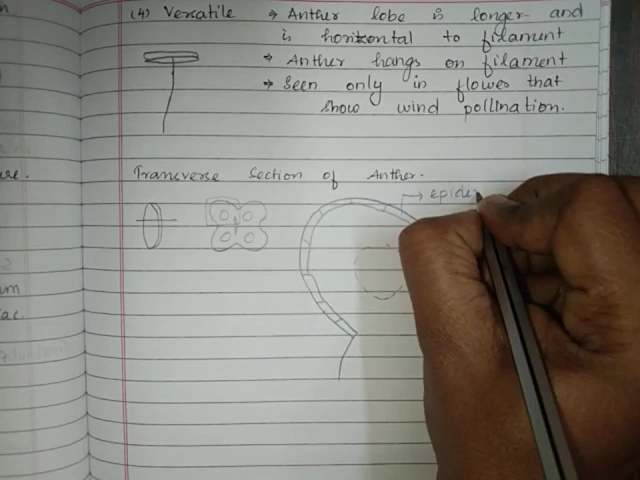 (4) Versatile → Anther lobe is longer and
is horizontal to filament
→ Anther hangs on filament
→ Seen only in flowes that
show wind pollination.
Transverse Section of Anther.
→ epider